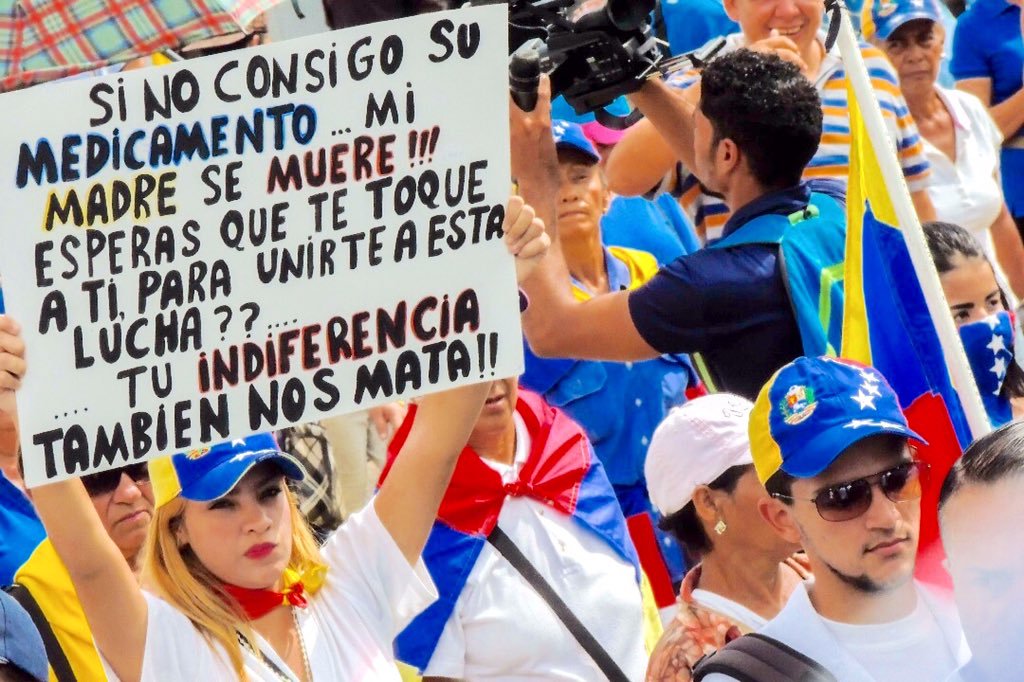 SI NO CONSIGO SU
MEDICAMENTO... MI
MADRE SE MUERE!!!
ESPERAS QUE TE TOQUE
A TI, PARA UNIRTE A ESTA
LUCHA??....
.... TU INDIFERENCIA
TAMBIEN NOS MATA!!